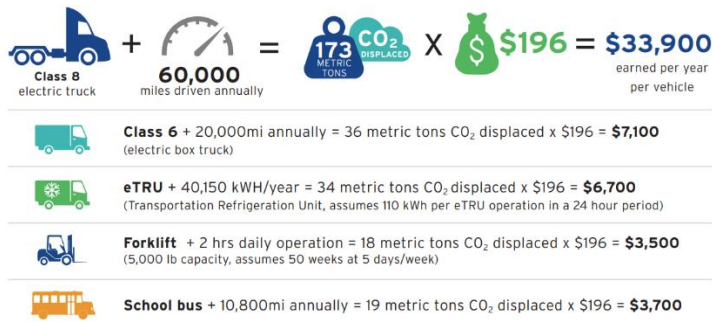 Class 8
electric truck
+
60,000
miles driven annually
=
173
METRIC
TONS
CO₂
DISPLACED
X
$
$196 = $33,900
earned per year
per vehicle
Class 6 + 20,000mi annually = 36 metric tons CO₂ displaced x $196 = $7,100
(electric box truck)
eTRU + 40,150 kWH/year = 34 metric tons CO₂ displaced x $196 = $6,700
(Transportation Refrigeration Unit, assumes 110 kWh per eTRU operation in a 24 hour period)
Forklift + 2 hrs daily operation = 18 metric tons CO₂ displaced x $196 = $3,500
(5,000 lb capacity, assumes 50 weeks at 5 days/week)
School bus + 10,800mi annually = 19 metric tons CO₂ displaced x $196 = $3,700